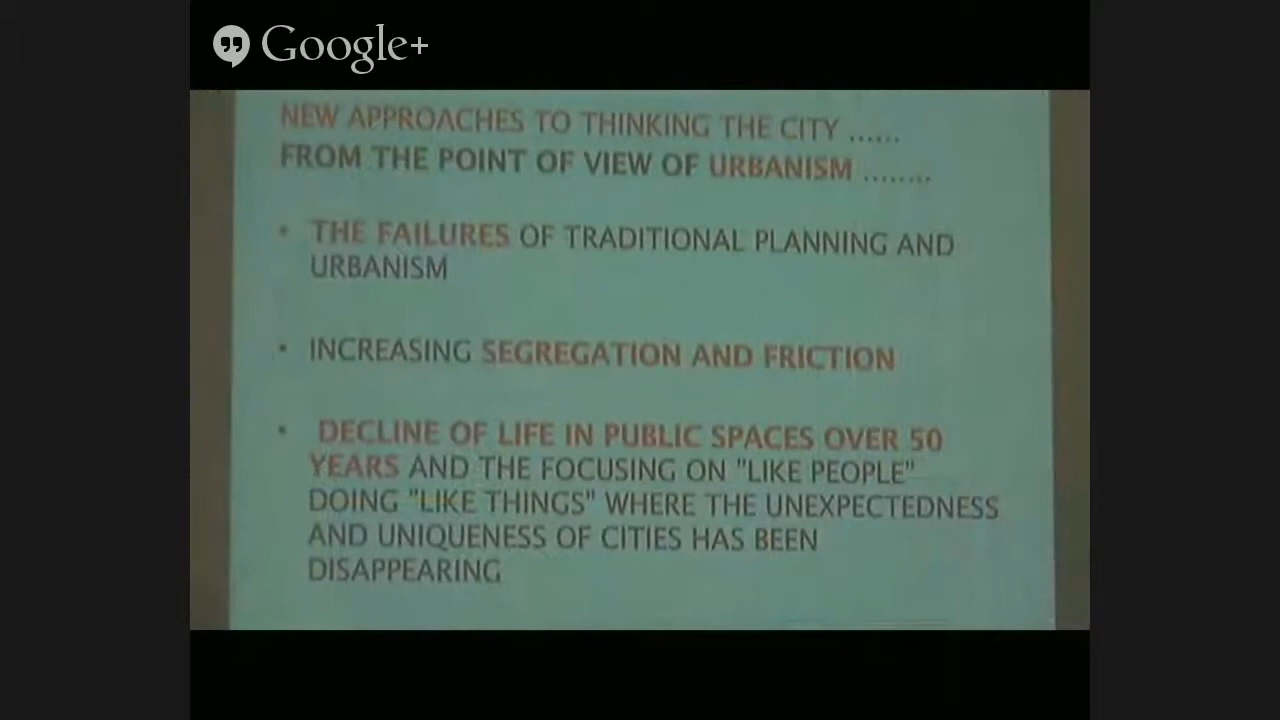 Google+
NEW APPROACHES TO THINKING THE CITY ......
FROM THE POINT OF VIEW OF URBANISM ........
• THE FAILURES OF TRADITIONAL PLANNING AND
URBANISM
• INCREASING SEGREGATION AND FRICTION
• DECLINE OF LIFE IN PUBLIC SPACES OVER 50
YEARS AND THE FOCUSING ON "LIKE PEOPLE"
DOING "LIKE THINGS" WHERE THE UNEXPECTEDNESS
AND UNIQUENESS OF CITIES HAS BEEN
DISAPPEARING